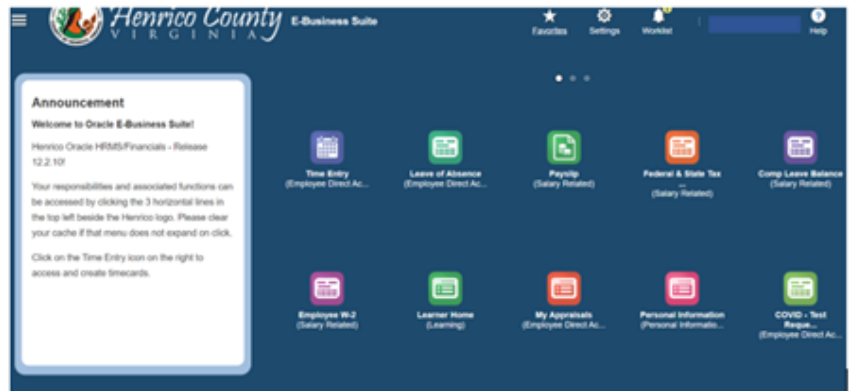 Henrico County
VIRGINIA
E-Business Suite
Favorites
Settings
Worklist
Help
Announcement
Welcome to Oracle E-Business Suite!
Henrico Oracle HRMS/Financials - Release
12.2.10!
Your responsibilities and associated functions can
be accessed by clicking the 3 horizontal lines in
the top left beside the Henrico logo. Please clear
your cache if that menu does not expand on click.
Click on the Time Entry icon on the right to
access and create timecards.
Time Entry
(Employee Direct Ac...
Leave of Absence
(Employee Direct Ac...
Payslip
(Salary Related)
Federal & State Tax
...
(Salary Related)
Comp Leave Balance
(Salary Related)
Employee W-2
(Salary Related)
Learner Home
(Learning)
My Appraisals
(Employee Direct Ac...
Personal Information
(Personal Informatio...
COVID - Test
Reque...
(Employee Direct Ac...